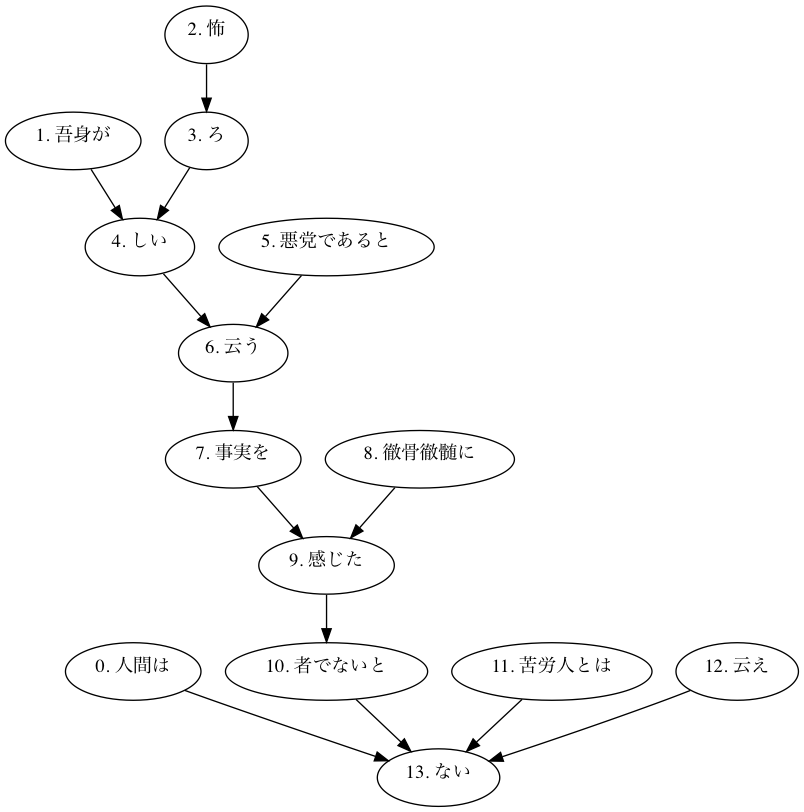 2. 怖
1. 吾身が
3. ろ
4. しい
5. 悪党であると
6. 云う
7. 事実を
8. 徹骨徹髄に
9. 感じた
0. 人間は
10. 者でないと
11. 苦労人とは
12. 云え
13. ない